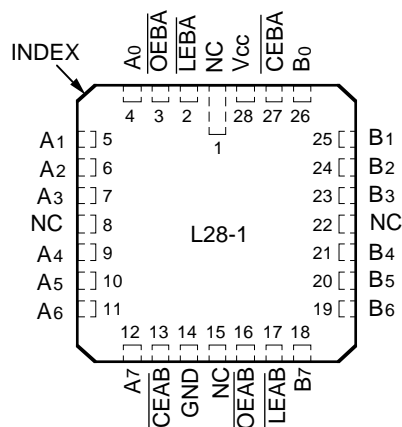 INDEX
A0 OEBA LEBA NC Vcc CEBA B0
4 3 2 28 27 26
1
A1 5 25 B1
A2 6 24 B2
A3 7 23 B3
NC 8 22 NC
L28-1
A4 9 21 B4
A5 10 20 B5
A6 11 19 B6
12 13 14 15 16 17 18
A7 CEAB GND NC OEAB LEAB B7